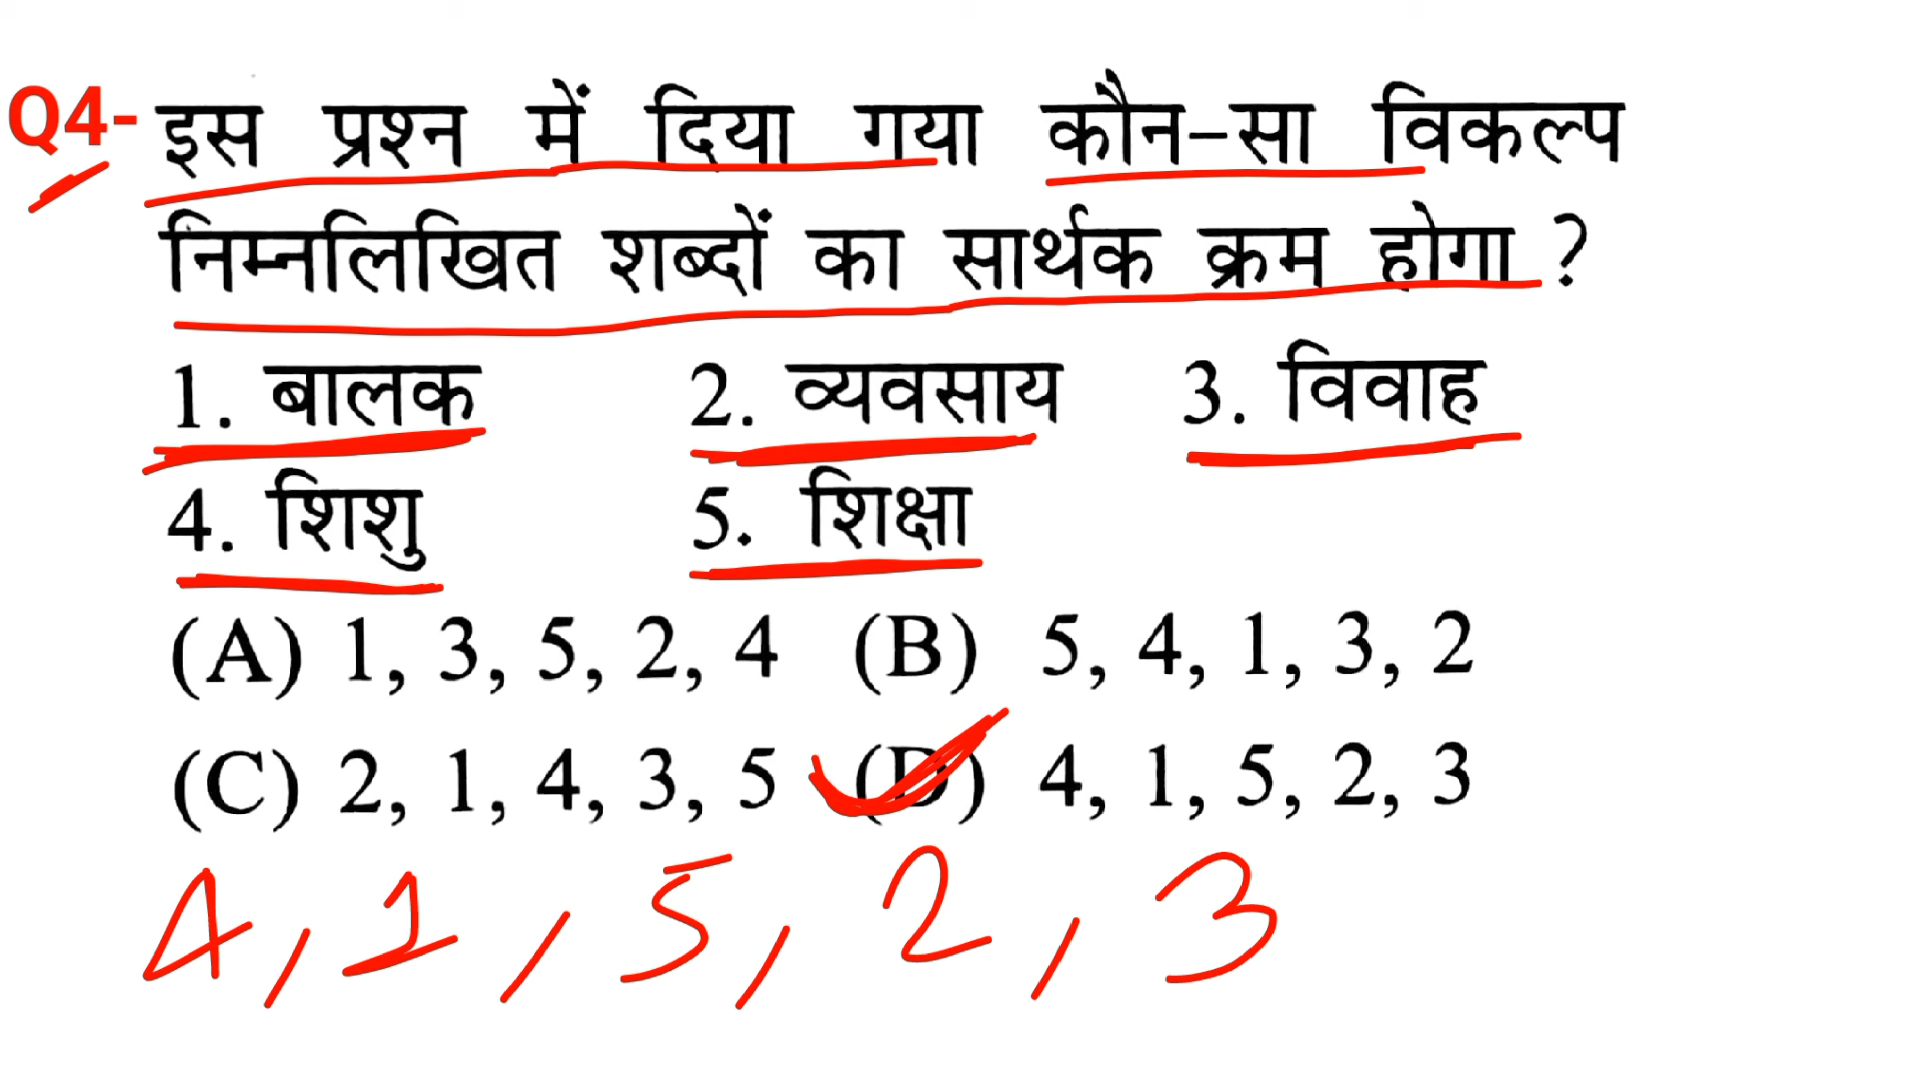 Q4- इस प्रश्न में दिया गया कौन–सा विकल्प
निम्नलिखित शब्दों का सार्थक क्रम होगा ?
1. बालक 2. व्यवसाय 3. विवाह
4. शिशु 5. शिक्षा
(A) 1, 3, 5, 2, 4 (B) 5, 4, 1, 3, 2
(C) 2, 1, 4, 3, 5 (D) 4, 1, 5, 2, 3
4, 1, 5, 2, 3